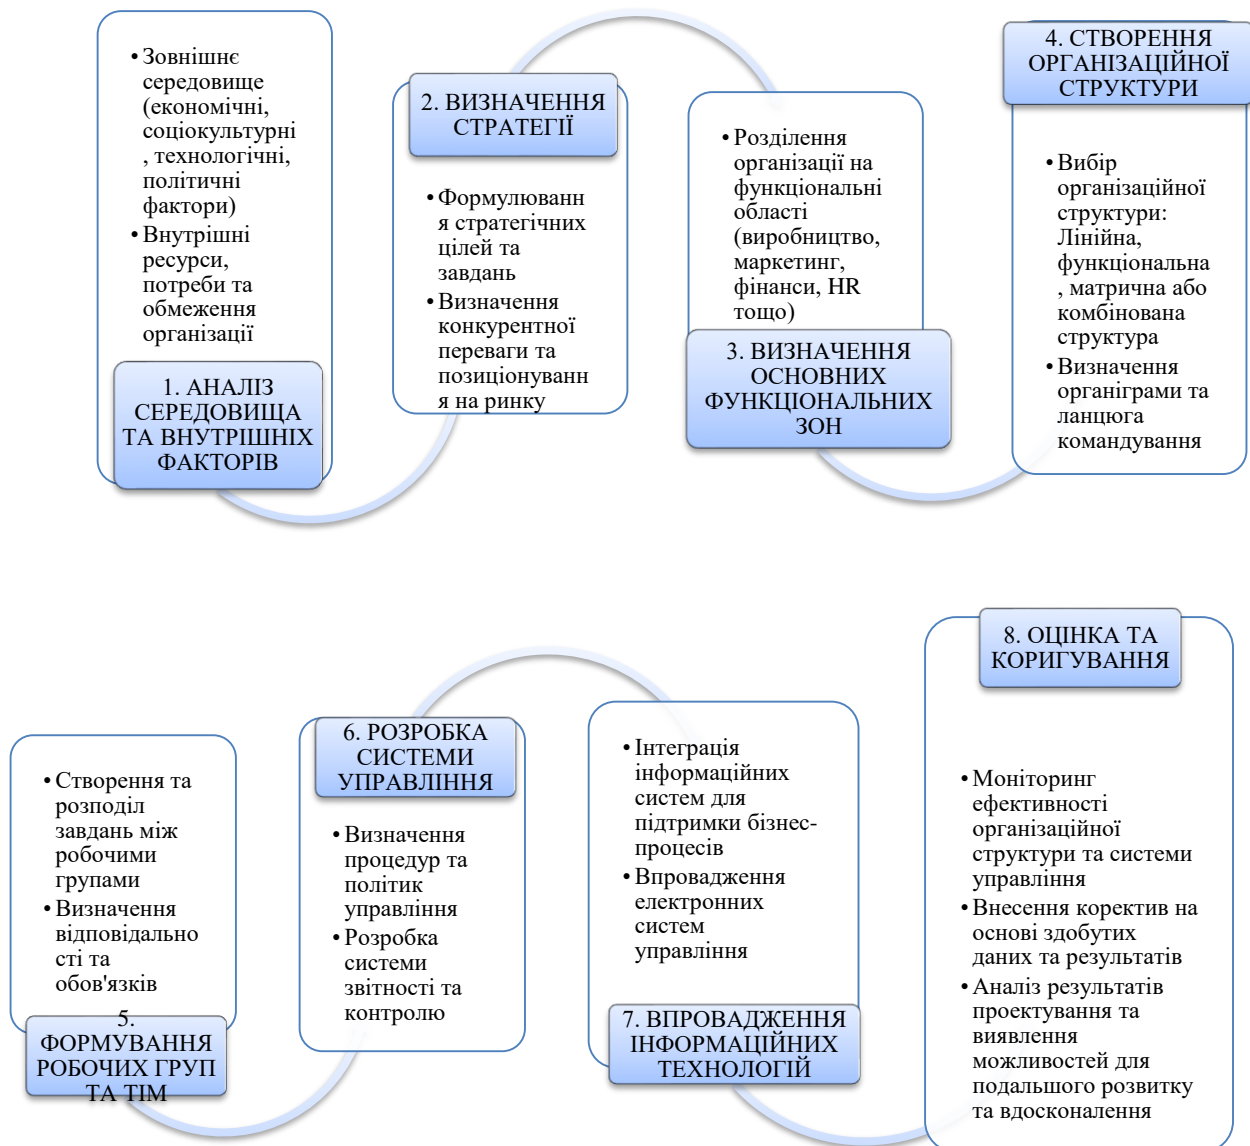 • Зовнішнє
середовище
(економічні,
соціокультурні
, технологічні,
політичні
фактори)
• Внутрішні
ресурси,
потреби та
обмеження
організації
1. АНАЛІЗ
СЕРЕДОВИЩА
ТА ВНУТРІШНІХ
ФАКТОРІВ
2. ВИЗНАЧЕННЯ
СТРАТЕГІЇ
• Формулюванн
я стратегічних
цілей та
завдань
• Визначення
конкурентної
переваги та
позиціонуванн
я на ринку
• Розділення
організації на
функціональні
області
(виробництво,
маркетинг,
фінанси, HR
тощо)
3. ВИЗНАЧЕННЯ
ОСНОВНИХ
ФУНКЦІОНАЛЬНИХ
ЗОН
4. СТВОРЕННЯ
ОРГАНІЗАЦІЙНОЇ
СТРУКТУРИ
• Вибір
організаційної
структури:
Лінійна,
функціональна
, матрична або
комбінована
структура
• Визначення
органіграми та
ланцюга
командування
• Створення та
розподіл
завдань між
робочими
групами
• Визначення
відповідально
сті та
обов'язків
5.
ФОРМУВАННЯ
РОБОЧИХ ГРУП
ТА ТІМ
6. РОЗРОБКА
СИСТЕМИ
УПРАВЛІННЯ
• Визначення
процедур та
політик
управління
• Розробка
системи
звітності та
контролю
• Інтеграція
інформаційних
систем для
підтримки бізнес-
процесів
• Впровадження
електронних
систем
управління
7. ВПРОВАДЖЕННЯ
ІНФОРМАЦІЙНИХ
ТЕХНОЛОГІЙ
8. ОЦІНКА ТА
КОРИГУВАННЯ
• Моніторинг
ефективності
організаційної
структури та системи
управління
• Внесення коректив на
основі здобутих
даних та результатів
• Аналіз результатів
проектування та
виявлення
можливостей для
подальшого розвитку
та вдосконалення